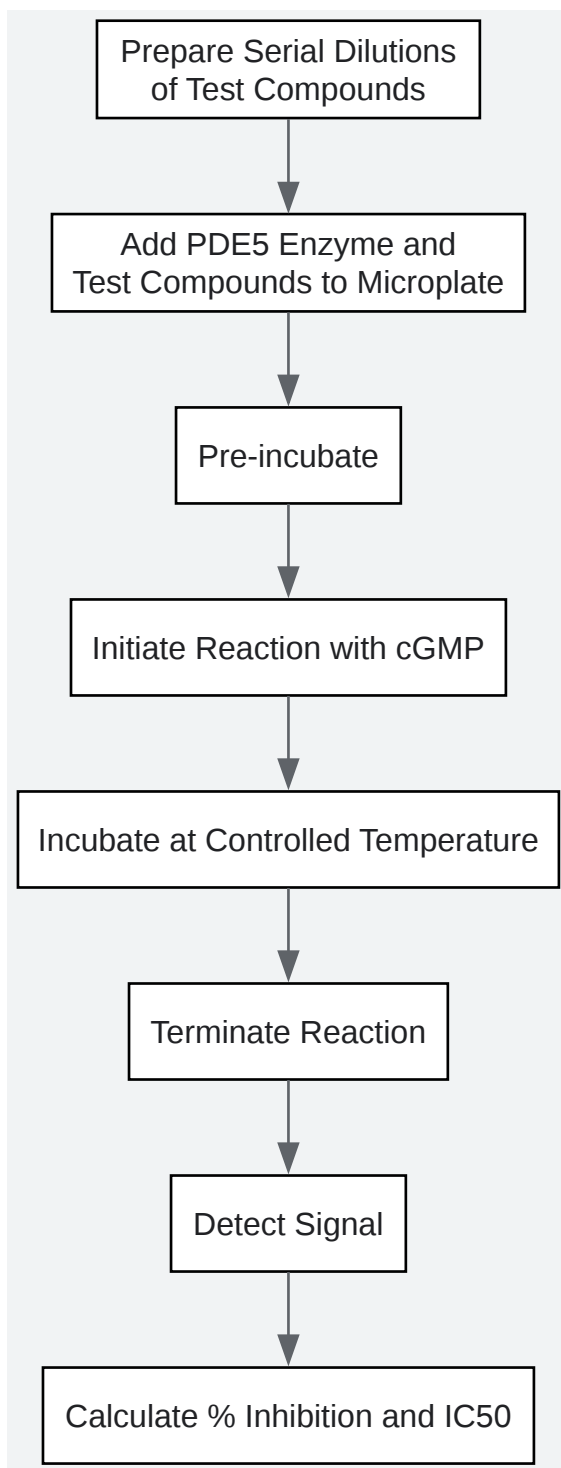 Prepare Serial Dilutions
of Test Compounds
Add PDE5 Enzyme and
Test Compounds to Microplate
Pre-incubate
Initiate Reaction with cGMP
Incubate at Controlled Temperature
Terminate Reaction
Detect Signal
Calculate % Inhibition and IC50